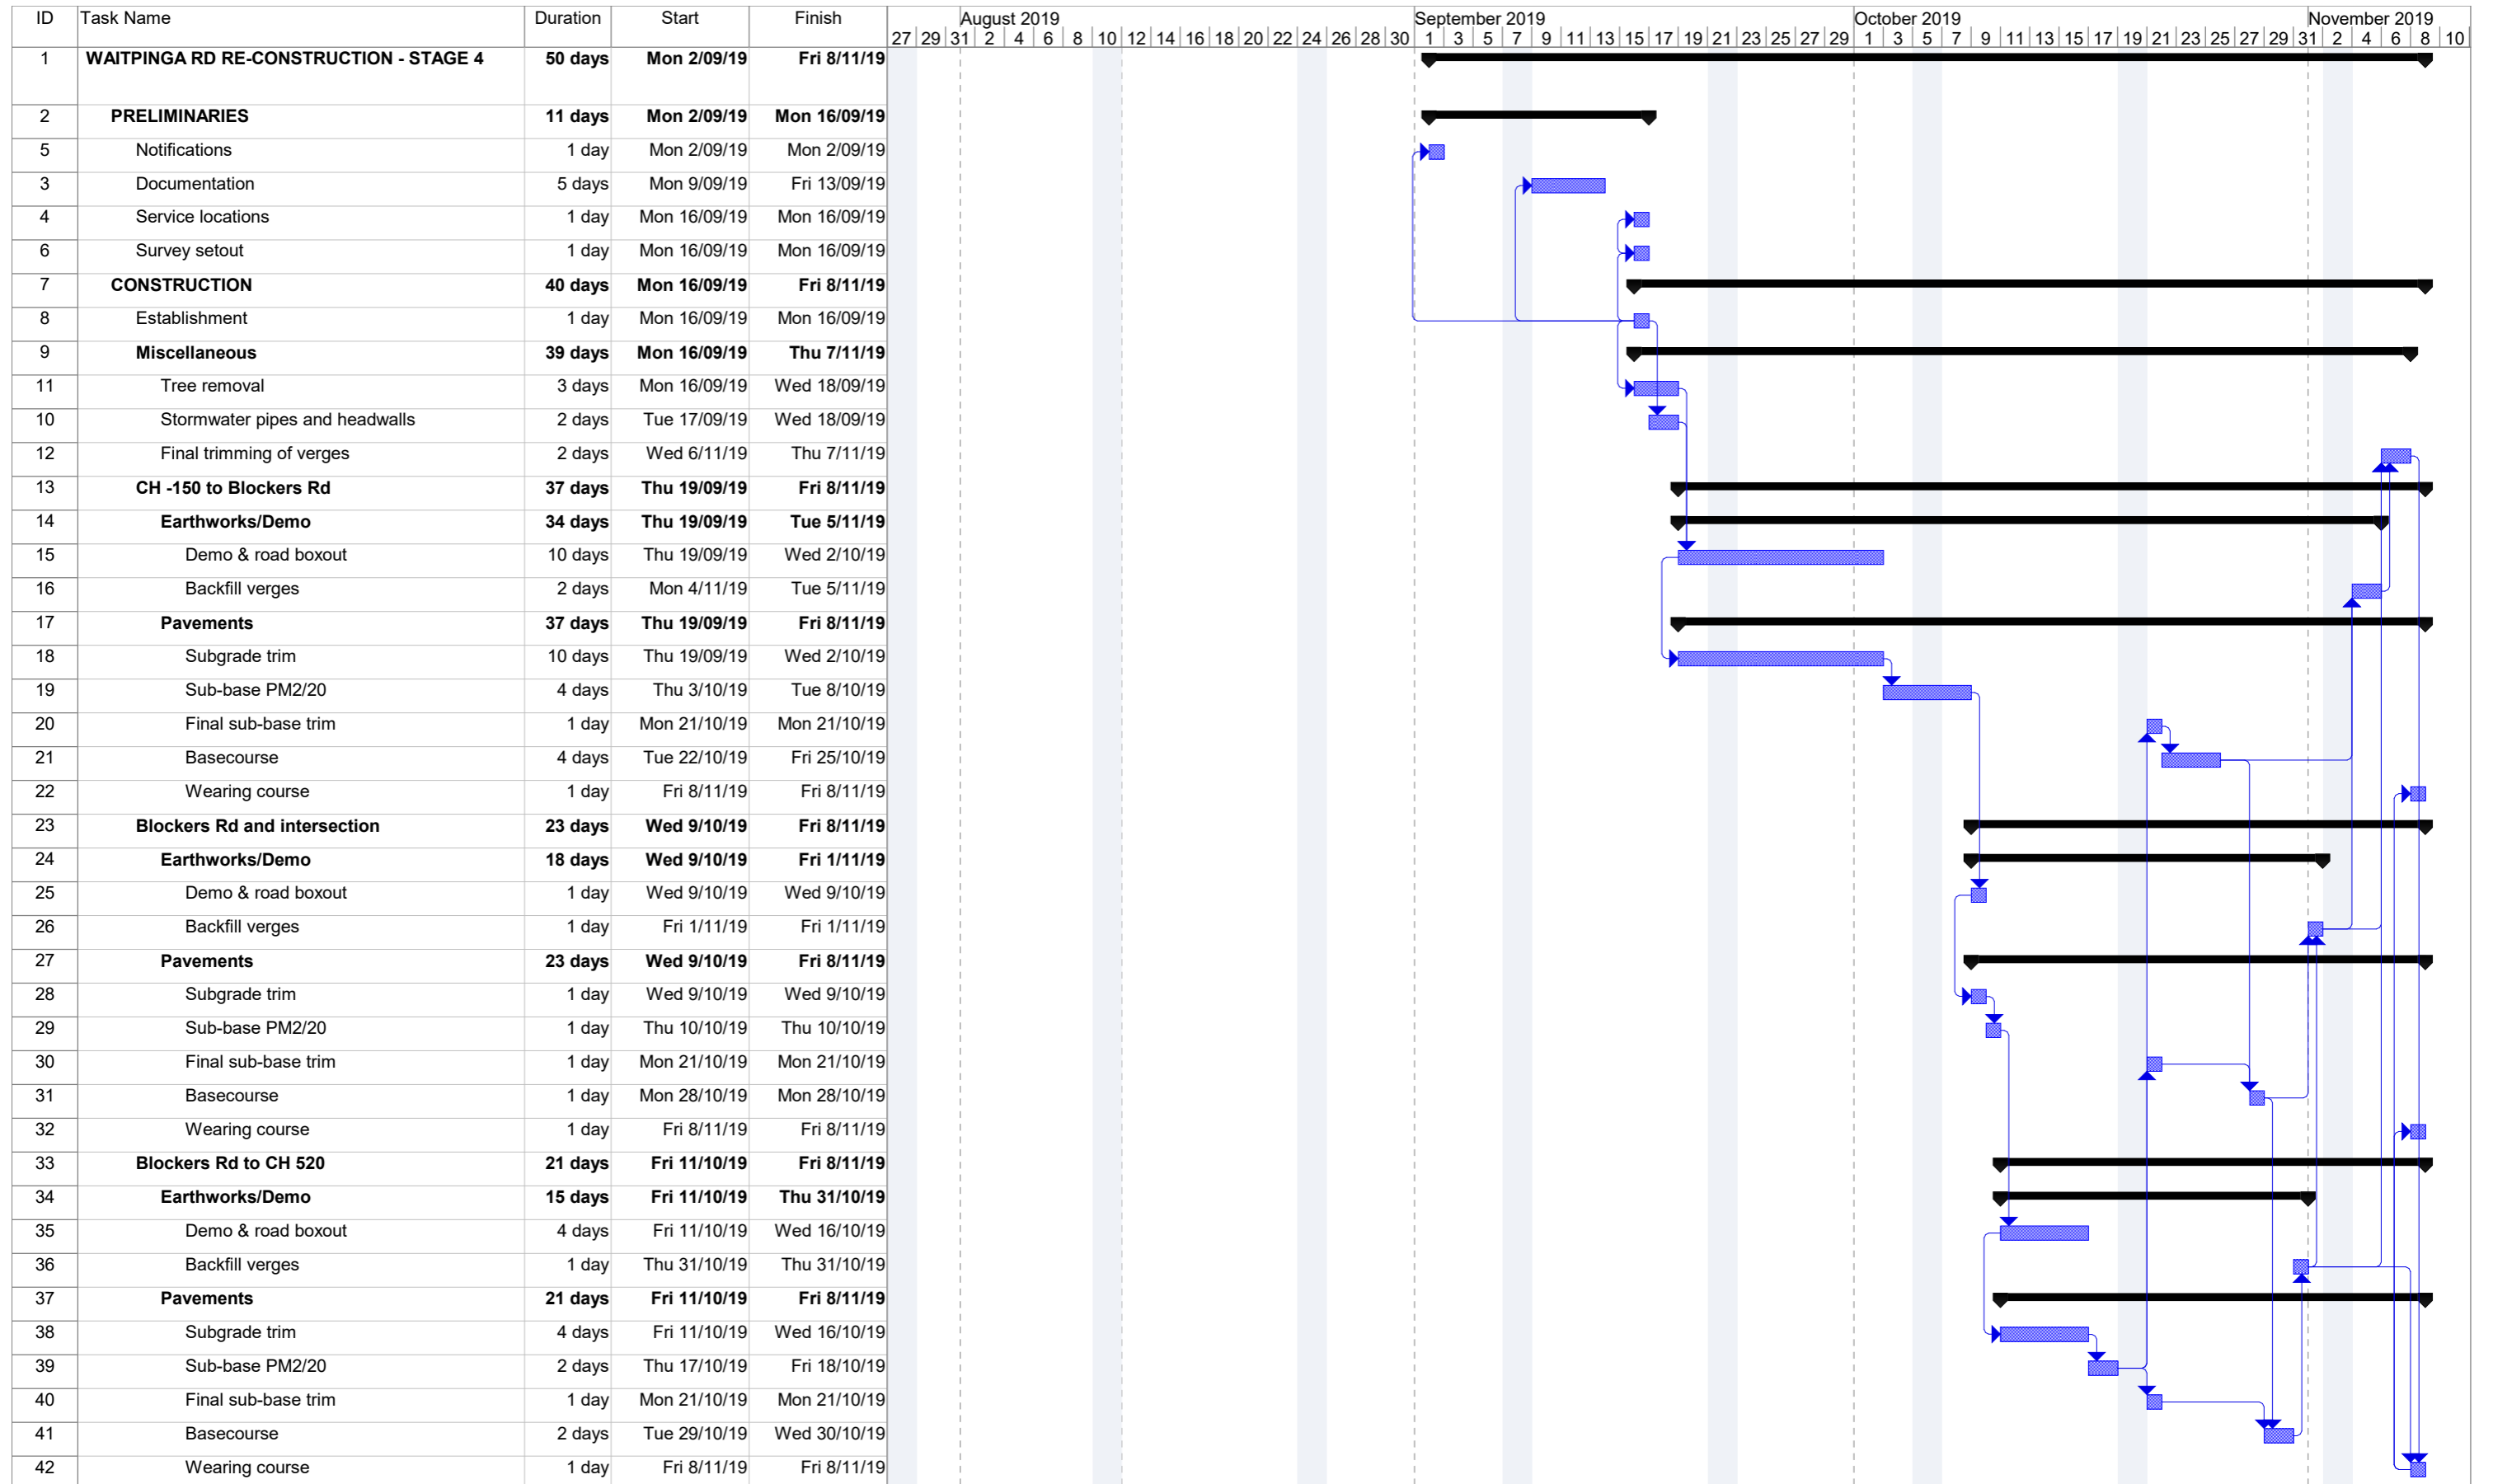 ID Task Name Duration Start Finish August 2019 September 2019 October 2019 November 2019
27 29 31 2 4 6 8 10 12 14 16 18 20 22 24 26 28 30 1 3 5 7 9 11 13 15 17 19 21 23 25 27 29 1 3 5 7 9 11 13 15 17 19 21 23 25 27 29 31 2 4 6 8 10
1 WAITPINGA RD RE-CONSTRUCTION - STAGE 4 50 days Mon 2/09/19 Fri 8/11/19
2 PRELIMINARIES 11 days Mon 2/09/19 Mon 16/09/19
5 Notifications 1 day Mon 2/09/19 Mon 2/09/19
3 Documentation 5 days Mon 9/09/19 Fri 13/09/19
4 Service locations 1 day Mon 16/09/19 Mon 16/09/19
6 Survey setout 1 day Mon 16/09/19 Mon 16/09/19
7 CONSTRUCTION 40 days Mon 16/09/19 Fri 8/11/19
8 Establishment 1 day Mon 16/09/19 Mon 16/09/19
9 Miscellaneous 39 days Mon 16/09/19 Thu 7/11/19
11 Tree removal 3 days Mon 16/09/19 Wed 18/09/19
10 Stormwater pipes and headwalls 2 days Tue 17/09/19 Wed 18/09/19
12 Final trimming of verges 2 days Wed 6/11/19 Thu 7/11/19
13 CH -150 to Blockers Rd 37 days Thu 19/09/19 Fri 8/11/19
14 Earthworks/Demo 34 days Thu 19/09/19 Tue 5/11/19
15 Demo & road boxout 10 days Thu 19/09/19 Wed 2/10/19
16 Backfill verges 2 days Mon 4/11/19 Tue 5/11/19
17 Pavements 37 days Thu 19/09/19 Fri 8/11/19
18 Subgrade trim 10 days Thu 19/09/19 Wed 2/10/19
19 Sub-base PM2/20 4 days Thu 3/10/19 Tue 8/10/19
20 Final sub-base trim 1 day Mon 21/10/19 Mon 21/10/19
21 Basecourse 4 days Tue 22/10/19 Fri 25/10/19
22 Wearing course 1 day Fri 8/11/19 Fri 8/11/19
23 Blockers Rd and intersection 23 days Wed 9/10/19 Fri 8/11/19
24 Earthworks/Demo 18 days Wed 9/10/19 Fri 1/11/19
25 Demo & road boxout 1 day Wed 9/10/19 Wed 9/10/19
26 Backfill verges 1 day Fri 1/11/19 Fri 1/11/19
27 Pavements 23 days Wed 9/10/19 Fri 8/11/19
28 Subgrade trim 1 day Wed 9/10/19 Wed 9/10/19
29 Sub-base PM2/20 1 day Thu 10/10/19 Thu 10/10/19
30 Final sub-base trim 1 day Mon 21/10/19 Mon 21/10/19
31 Basecourse 1 day Mon 28/10/19 Mon 28/10/19
32 Wearing course 1 day Fri 8/11/19 Fri 8/11/19
33 Blockers Rd to CH 520 21 days Fri 11/10/19 Fri 8/11/19
34 Earthworks/Demo 15 days Fri 11/10/19 Thu 31/10/19
35 Demo & road boxout 4 days Fri 11/10/19 Wed 16/10/19
36 Backfill verges 1 day Thu 31/10/19 Thu 31/10/19
37 Pavements 21 days Fri 11/10/19 Fri 8/11/19
38 Subgrade trim 4 days Fri 11/10/19 Wed 16/10/19
39 Sub-base PM2/20 2 days Thu 17/10/19 Fri 18/10/19
40 Final sub-base trim 1 day Mon 21/10/19 Mon 21/10/19
41 Basecourse 2 days Tue 29/10/19 Wed 30/10/19
42 Wearing course 1 day Fri 8/11/19 Fri 8/11/19